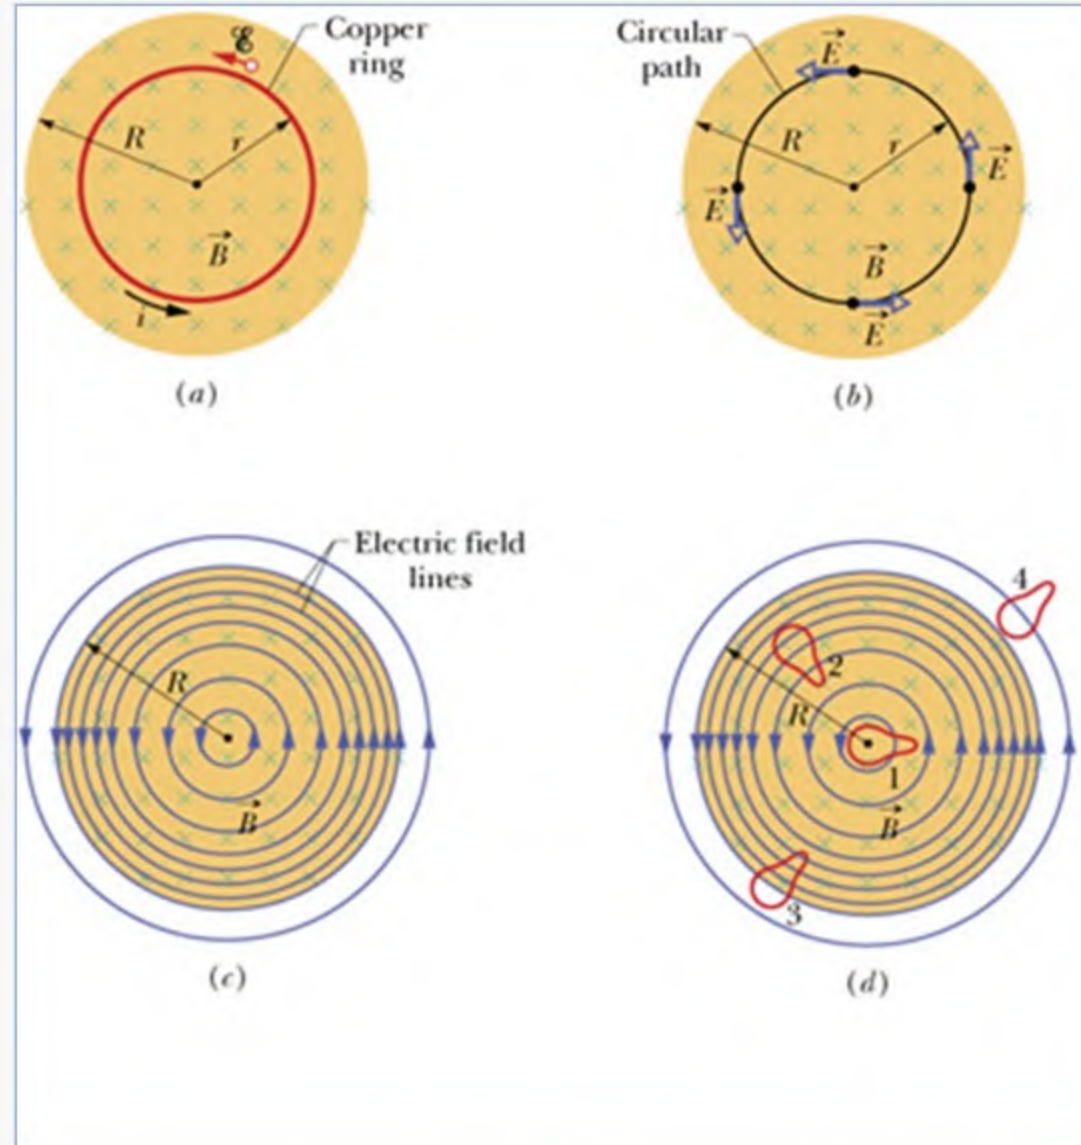 ℰ
Copper
ring
R
r
B
i
(a)
Circular
path
E
R
r
E
E
B
E
(b)
Electric field
lines
R
B
(c)
4
2
R
1
B
3
(d)